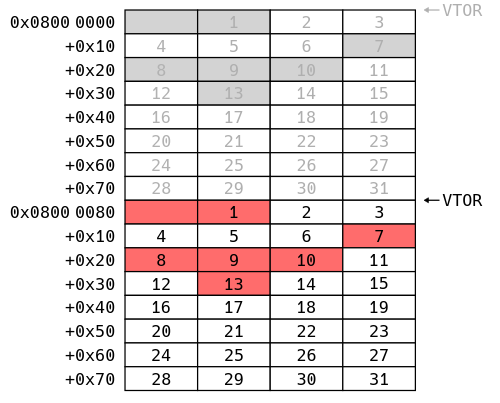 VTOR
0x0800 0000 1 2 3
+0x10 4 5 6 7
+0x20 8 9 10 11
+0x30 12 13 14 15
+0x40 16 17 18 19
+0x50 20 21 22 23
+0x60 24 25 26 27
+0x70 28 29 30 31
VTOR
0x0800 0080 1 2 3
+0x10 4 5 6 7
+0x20 8 9 10 11
+0x30 12 13 14 15
+0x40 16 17 18 19
+0x50 20 21 22 23
+0x60 24 25 26 27
+0x70 28 29 30 31